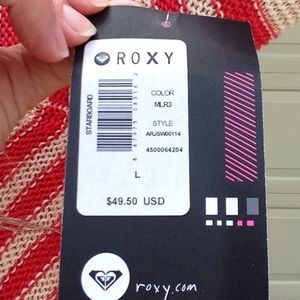 ROXY
STARBOARD
COLOR
MLR3
STYLE
ARJSW00114
4500064204
L
$49.50 USD
roxy.com